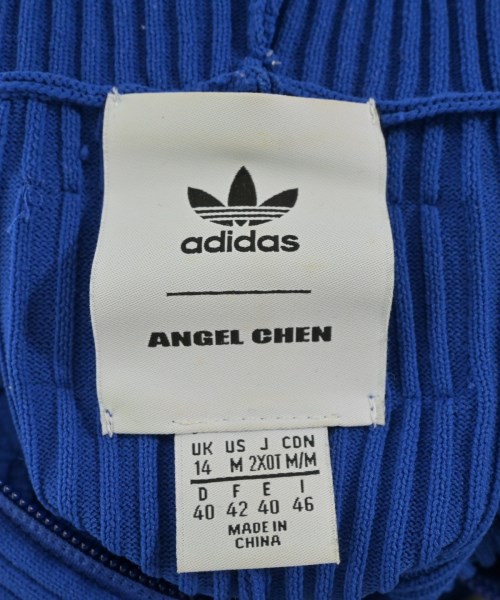 adidas
ANGEL CHEN
UK US J CDN
14 M 2XOT M/M
D F E I
40 42 40 46
MADE IN
CHINA